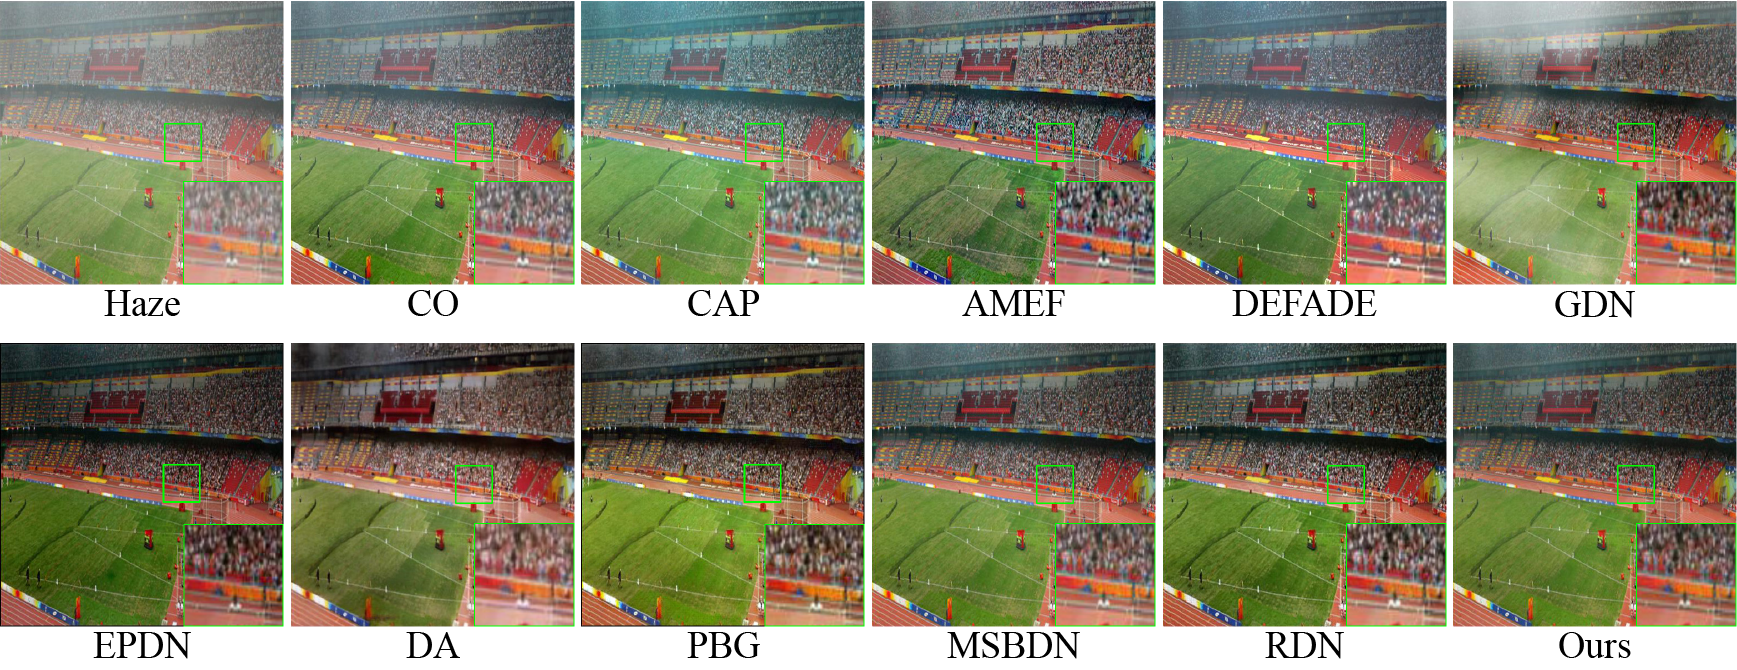 Haze CO CAP AMEF DEFADE GDN
EPDN DA PBG MSBDN RDN Ours